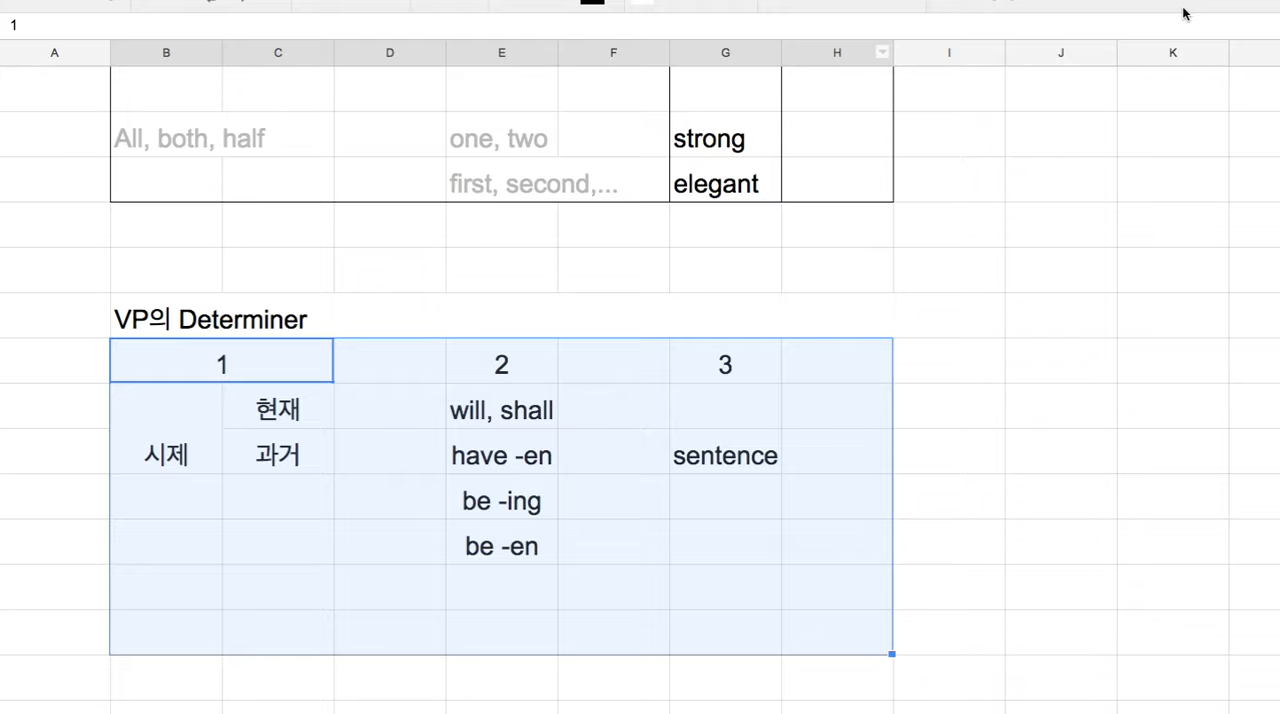 1
A B C D E F G H I J K
All, both, half one, two strong
first, second,... elegant
VP의 Determiner
1 2 3
현재 will, shall
시제 과거 have -en sentence
be -ing
be -en